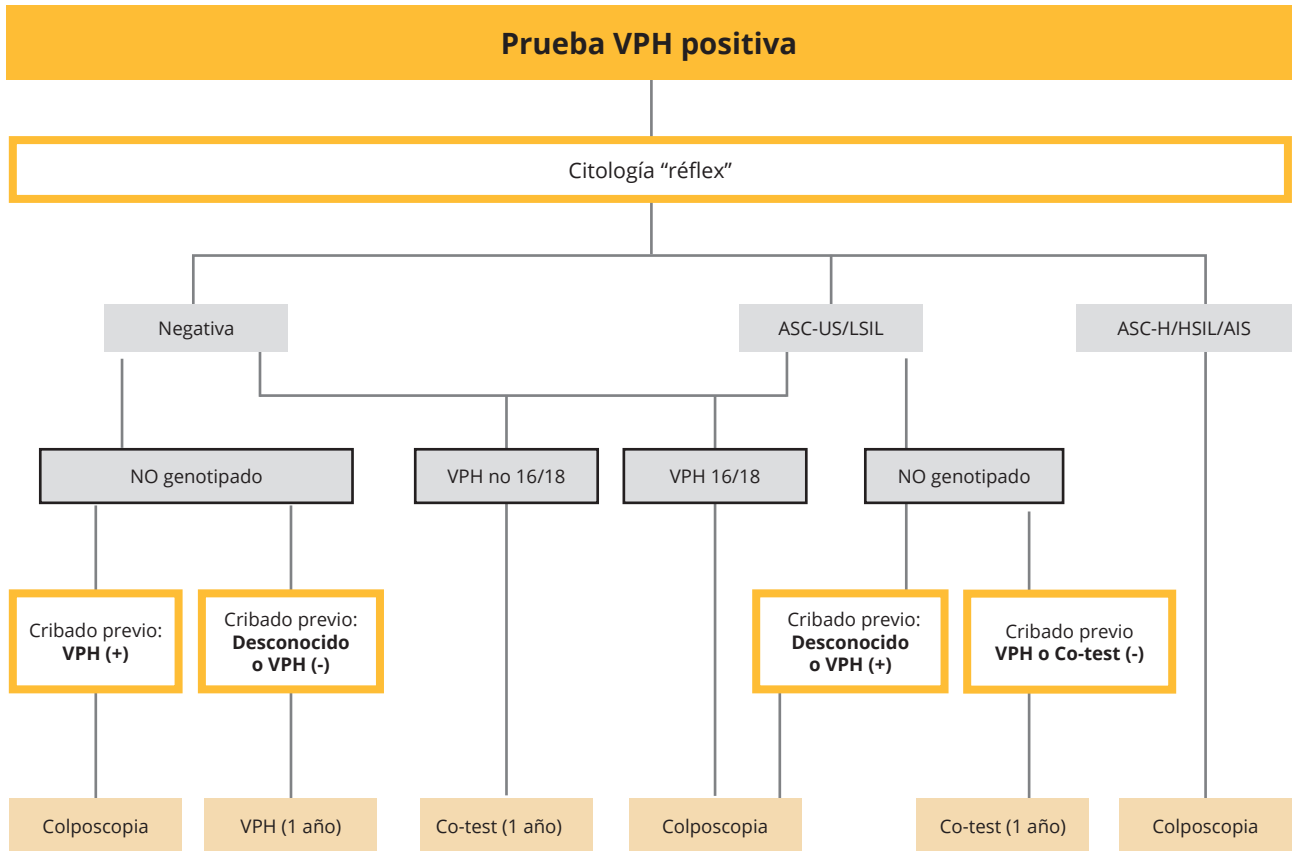 Prueba VPH positiva
Citología “réflex”
Negativa
ASC-US/LSIL
ASC-H/HSIL/AIS
NO genotipado
VPH no 16/18
VPH 16/18
NO genotipado
Cribado previo:
VPH (+)
Cribado previo:
Desconocido
o VPH (-)
Cribado previo:
Desconocido
o VPH (+)
Cribado previo
VPH o Co-test (-)
Colposcopia
VPH (1 año)
Co-test (1 año)
Colposcopia
Co-test (1 año)
Colposcopia